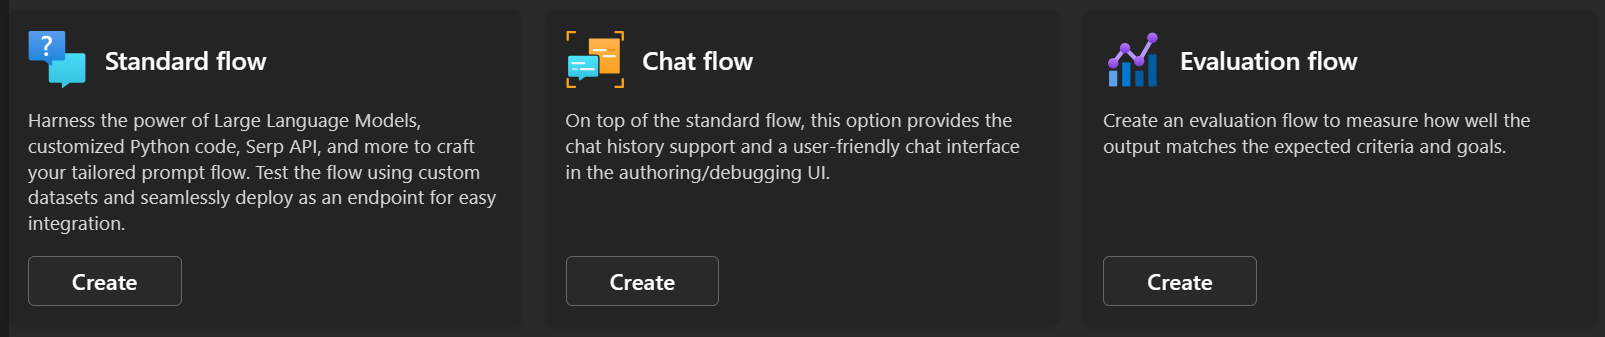 ?
Standard flow
Harness the power of Large Language Models,
customized Python code, Serp API, and more to craft
your tailored prompt flow. Test the flow using custom
datasets and seamlessly deploy as an endpoint for easy
integration.
Create
Chat flow
On top of the standard flow, this option provides the
chat history support and a user-friendly chat interface
in the authoring/debugging UI.
Create
Evaluation flow
Create an evaluation flow to measure how well the
output matches the expected criteria and goals.
Create